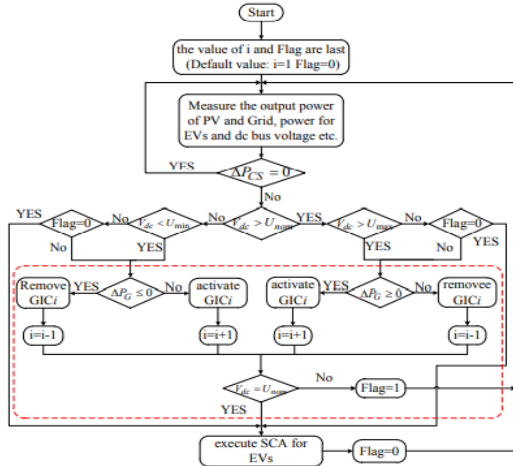 Start
the value of i and Flag are last
(Default value: i=1 Flag=0)
Measure the output power
of PV and Grid, power for
EVs and dc bus voltage etc.
YES
ΔP_CS = 0
No
YES
Flag=0
No
V_dc < U_min
No
V_dc > U_nom
YES
V_dc > U_max
No
Flag=0
YES
No
YES
YES
No
Remove
GICi
YES
ΔP_G ≤ 0
No
activate
GICi
activate
GICi
YES
ΔP_G ≥ 0
No
removee
GICi
i=i-1
i=i+1
i=i+1
i=i-1
V_dc = U_nom
No
Flag=1
YES
execute SCA for
EVs
Flag=0